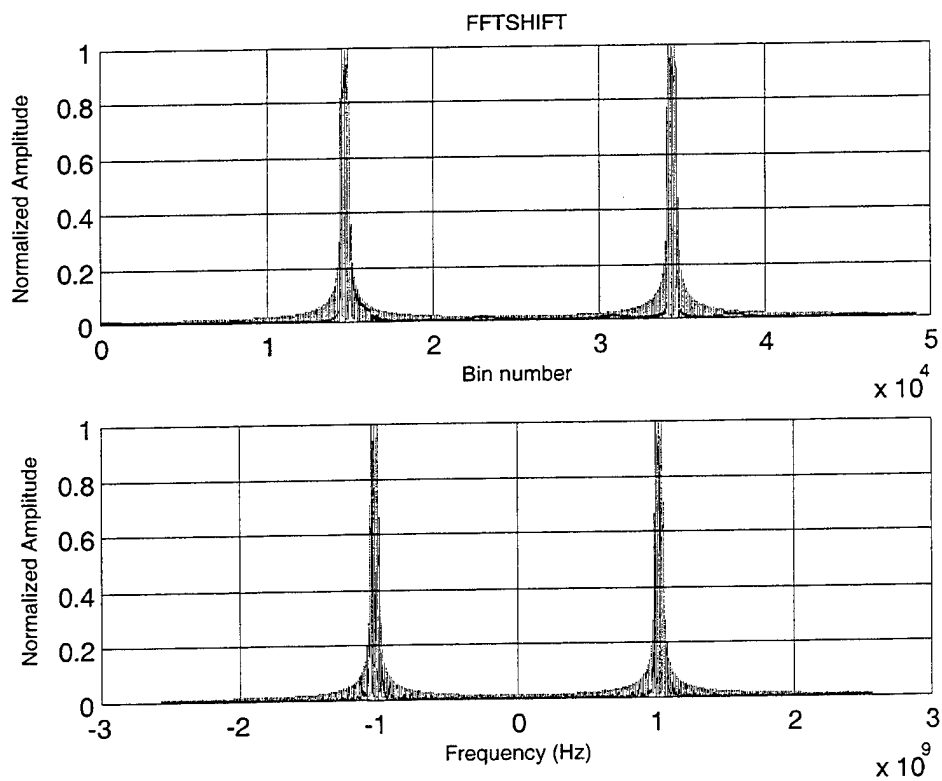 FFTSHIFT
1
0.8
0.6
0.4
0.2
0
Normalized Amplitude
0 1 2 3 4 5
Bin number
x 10^4
1
0.8
0.6
0.4
0.2
0
Normalized Amplitude
-3 -2 -1 0 1 2 3
Frequency (Hz)
x 10^9